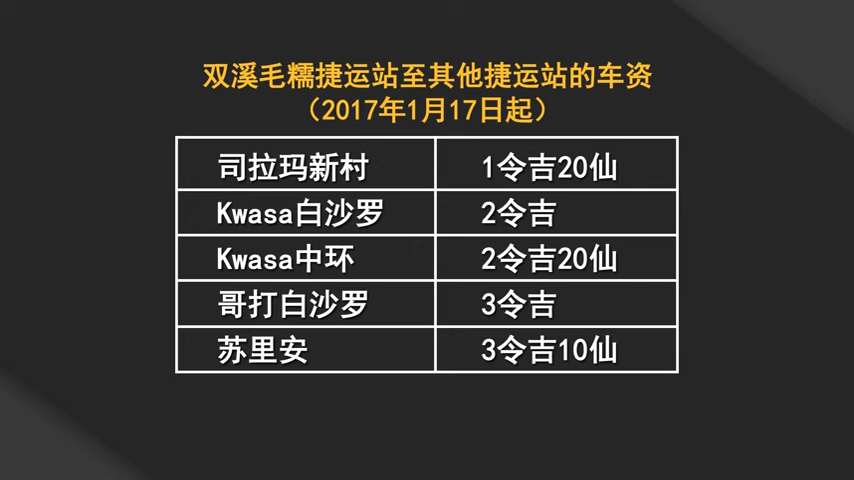 双溪毛糯捷运站至其他捷运站的车资
（2017年1月17日起）
司拉玛新村 1令吉20仙
Kwasa白沙罗 2令吉
Kwasa中环 2令吉20仙
哥打白沙罗 3令吉
苏里安 3令吉10仙